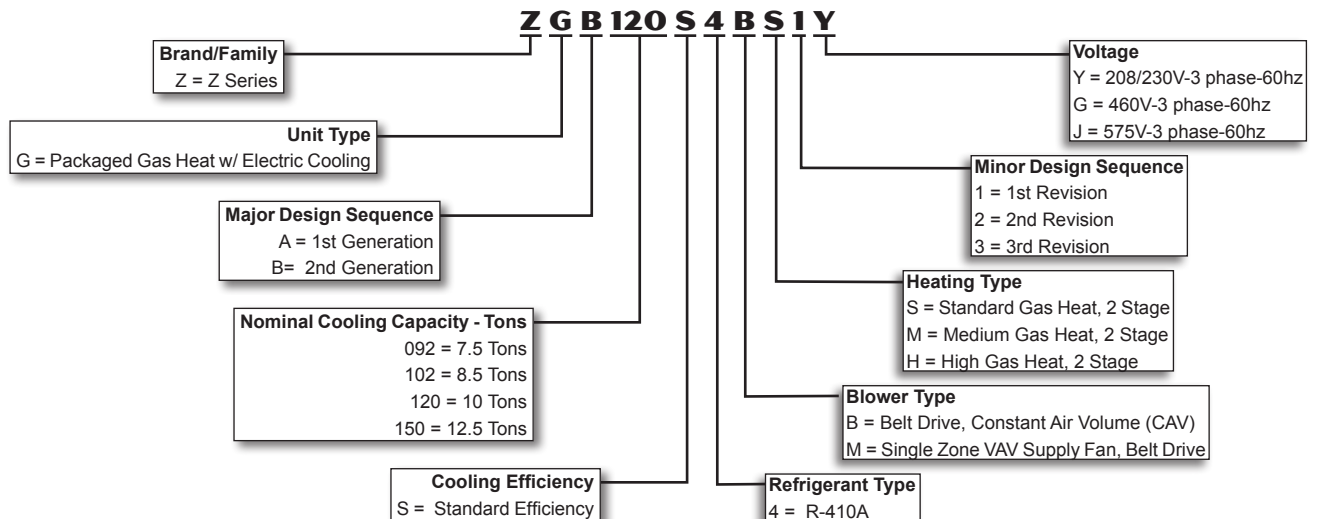 Z G B 120 S 4 B S 1 Y
Brand/Family
Z = Z Series
Unit Type
G = Packaged Gas Heat w/ Electric Cooling
Major Design Sequence
A = 1st Generation
B= 2nd Generation
Nominal Cooling Capacity - Tons
092 = 7.5 Tons
102 = 8.5 Tons
120 = 10 Tons
150 = 12.5 Tons
Cooling Efficiency
S = Standard Efficiency
Voltage
Y = 208/230V-3 phase-60hz
G = 460V-3 phase-60hz
J = 575V-3 phase-60hz
Minor Design Sequence
1 = 1st Revision
2 = 2nd Revision
3 = 3rd Revision
Heating Type
S = Standard Gas Heat, 2 Stage
M = Medium Gas Heat, 2 Stage
H = High Gas Heat, 2 Stage
Blower Type
B = Belt Drive, Constant Air Volume (CAV)
M = Single Zone VAV Supply Fan, Belt Drive
Refrigerant Type
4 = R-410A